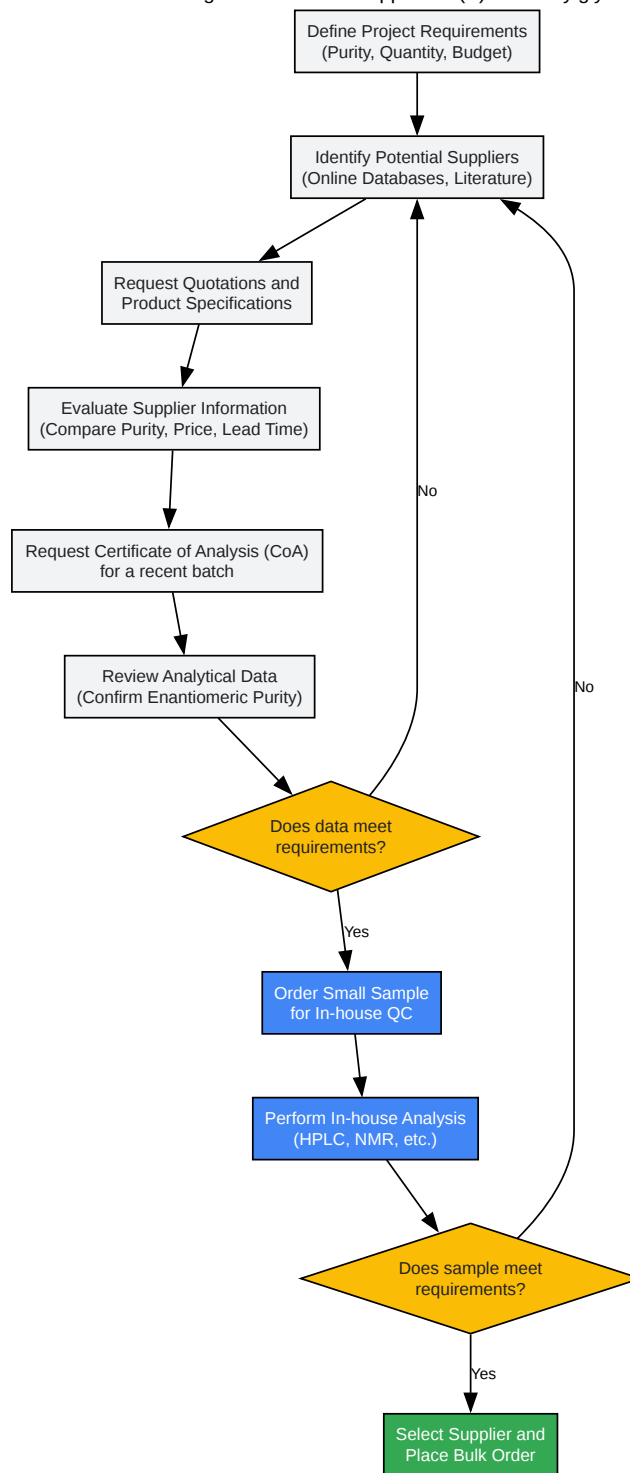 Define Project Requirements
(Purity, Quantity, Budget)
Identify Potential Suppliers
(Online Databases, Literature)
Request Quotations and
Product Specifications
Evaluate Supplier Information
(Compare Purity, Price, Lead Time)
No
Request Certificate of Analysis (CoA)
for a recent batch
Review Analytical Data
(Confirm Enantiomeric Purity)
No
Does data meet
requirements?
Yes
Order Small Sample
for In-house QC
Perform In-house Analysis
(HPLC, NMR, etc.)
Does sample meet
requirements?
Yes
Select Supplier and
Place Bulk Order